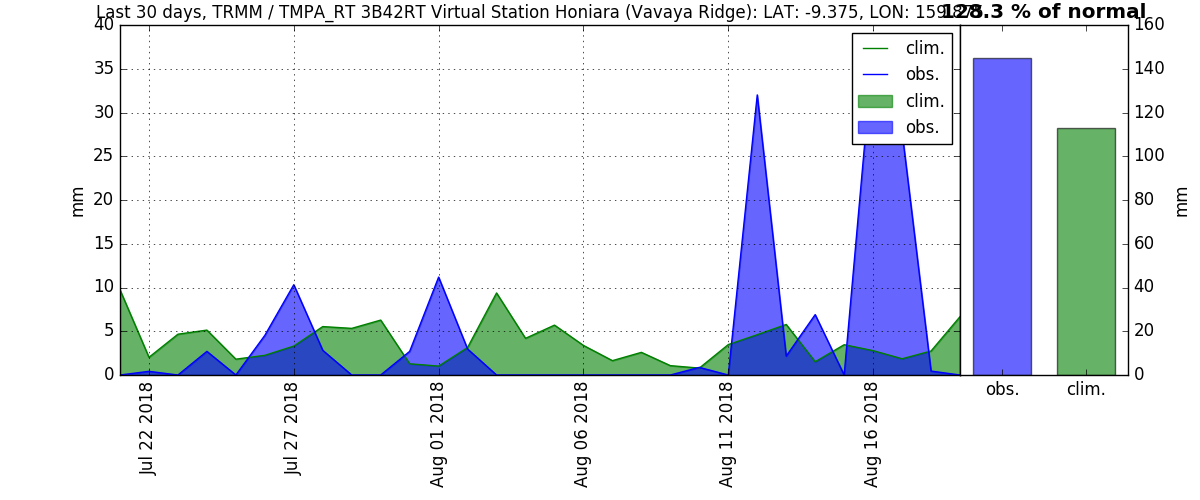 Last 30 days, TRMM / TMPA_RT 3B42RT Virtual Station Honiara (Vavaya Ridge): LAT: -9.375, LON:
128.3 % of normal
40
35
30
25
20
15
10
5
0
mm
clim.
obs.
clim.
obs.
Jul 22 2018
Jul 27 2018
Aug 01 2018
Aug 06 2018
Aug 11 2018
Aug 16 2018
160
140
120
100
80
60
40
20
0
mm
obs.
clim.